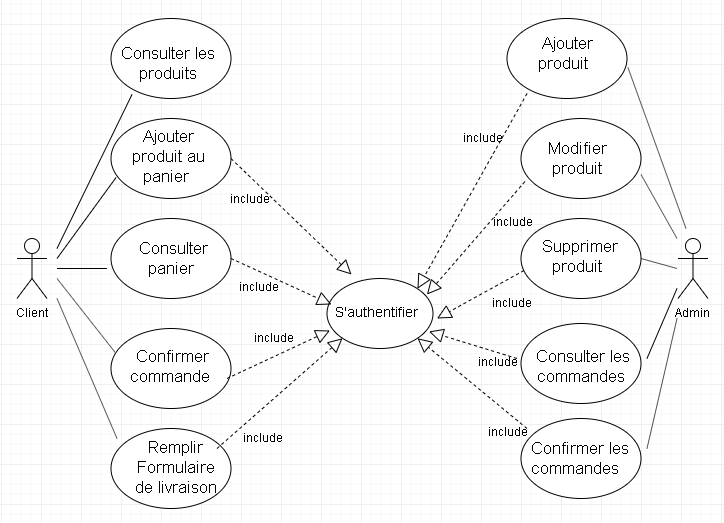 Consulter les
produits
Ajouter
produit au
panier
include
Consulter
panier
include
Client
Confirmer
commande
include
Remplir
Formulaire
de livraison
include
S'authentifier
Ajouter
produit
include
Modifier
produit
include
Supprimer
produit
include
Admin
Consulter les
commandes
include
Confirmer les
commandes
include